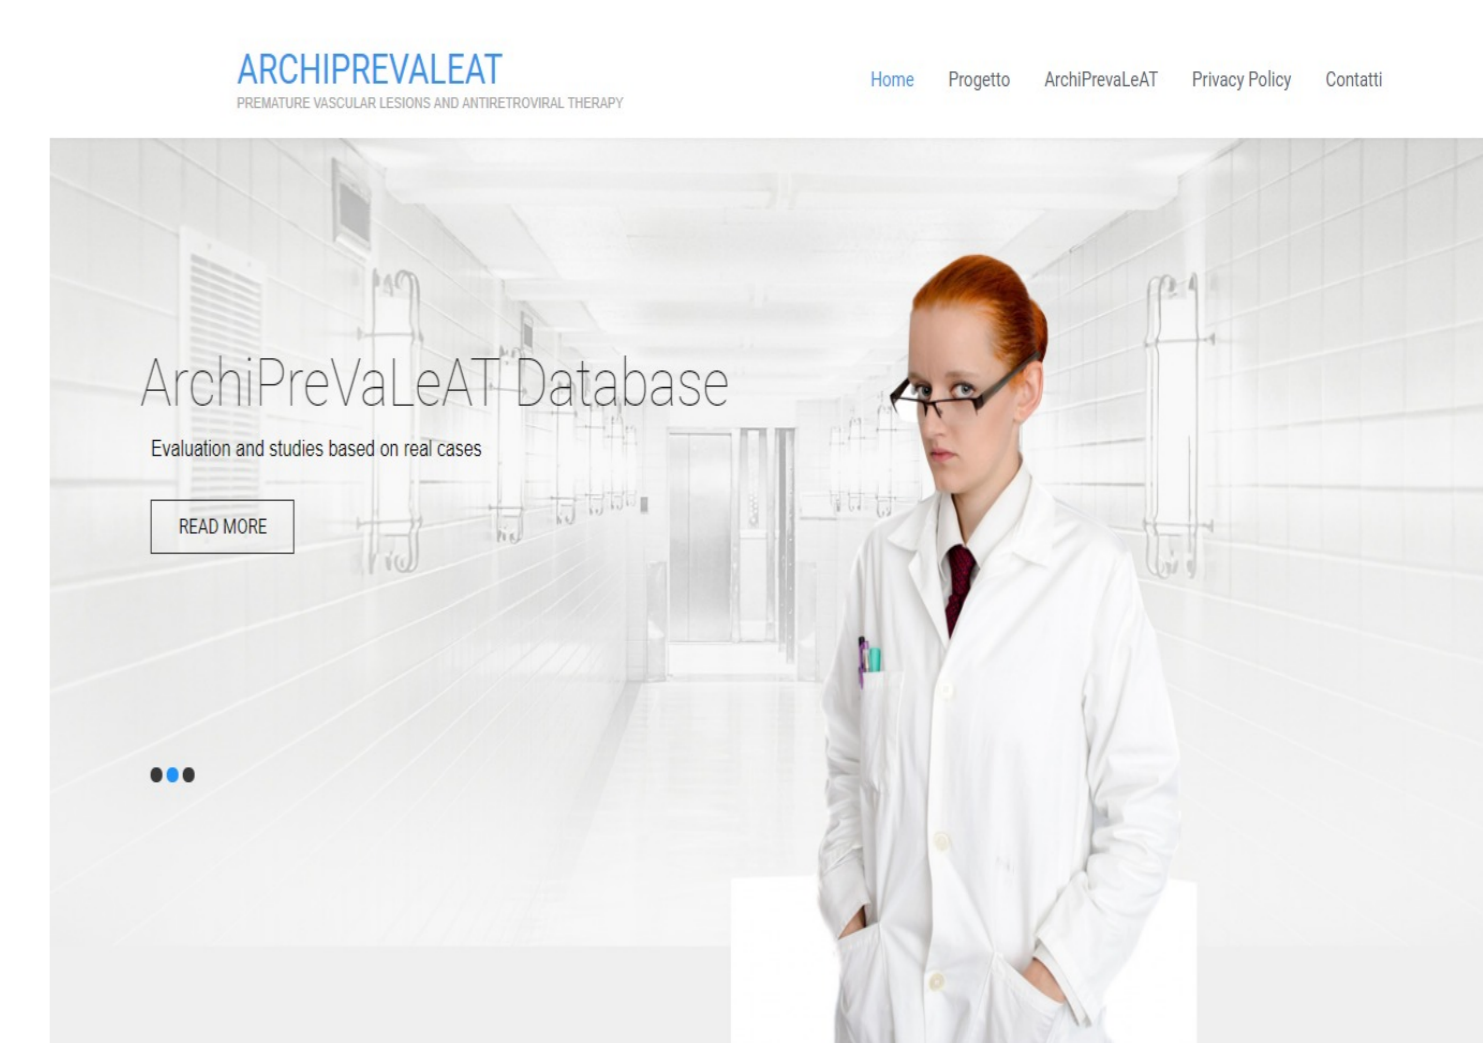 ARCHIPREVALEAT
PREMATURE VASCULAR LESIONS AND ANTIRETROVIRAL THERAPY
Home Progetto ArchiPrevaLeAT Privacy Policy Contatti
ArchiPreVaLeAT Database
Evaluation and studies based on real cases
READ MORE